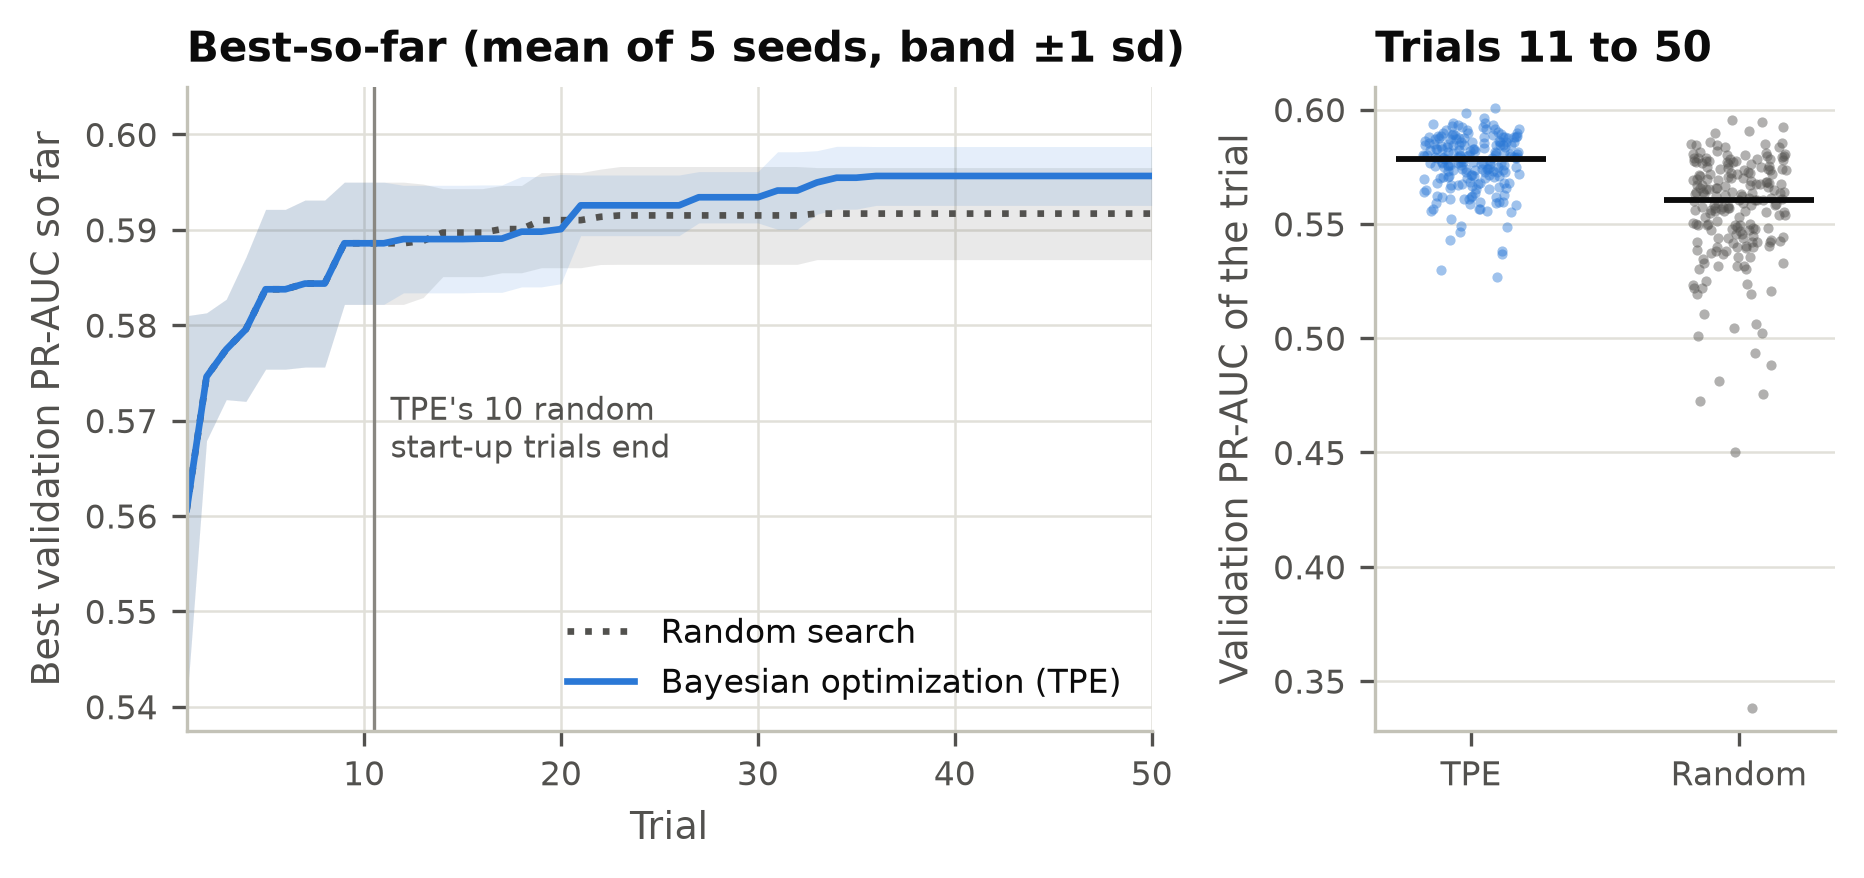 Best-so-far (mean of 5 seeds, band ±1 sd)
Best validation PR-AUC so far
0.60
0.59
0.58
0.57
0.56
0.55
0.54
TPE's 10 random
start-up trials end
Random search
Bayesian optimization (TPE)
10
20
30
40
50
Trial
Trials 11 to 50
Validation PR-AUC of the trial
0.60
0.55
0.50
0.45
0.40
0.35
TPE
Random